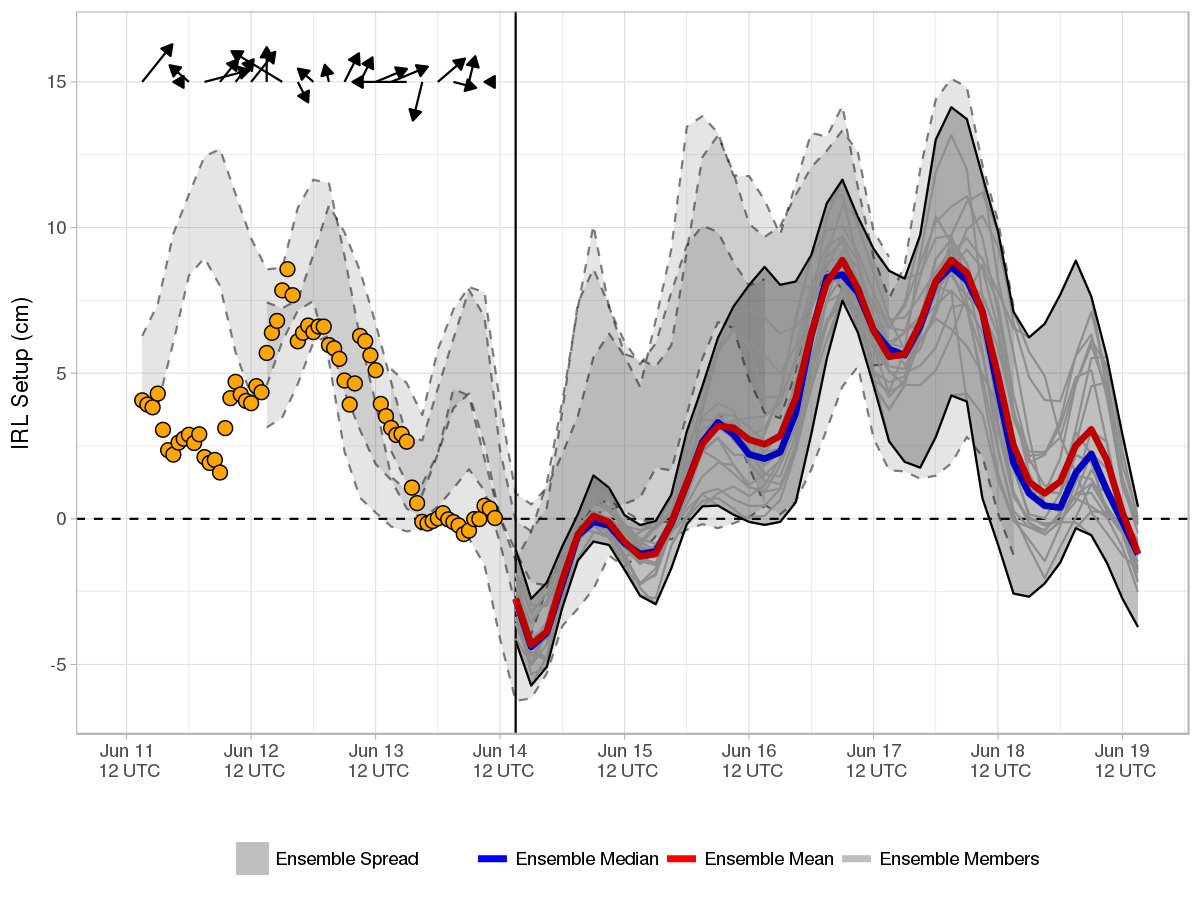 IRL Setup (cm)
15
10
5
0
-5
Jun 11 Jun 12 Jun 13 Jun 14 Jun 15 Jun 16 Jun 17 Jun 18 Jun 19
12 UTC 12 UTC 12 UTC 12 UTC 12 UTC 12 UTC 12 UTC 12 UTC 12 UTC
Ensemble Spread Ensemble Median Ensemble Mean Ensemble Members